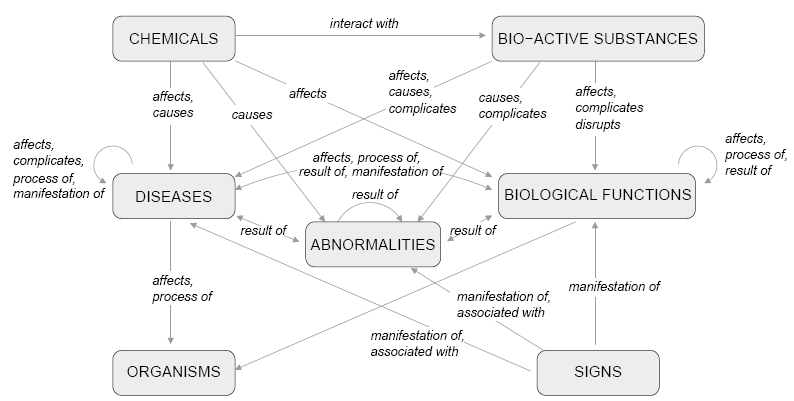 CHEMICALS
interact with
BIO-ACTIVE SUBSTANCES
affects,
causes
causes
affects
affects,
causes,
complicates
causes,
complicates
affects,
complicates
disrupts
affects,
complicates,
process of,
manifestation of
affects, process of,
result of, manifestation of
affects,
process of,
result of
DISEASES
result of
BIOLOGICAL FUNCTIONS
result of
ABNORMALITIES
result of
affects,
process of
manifestation of,
associated with
manifestation of
manifestation of,
associated with
ORGANISMS
SIGNS